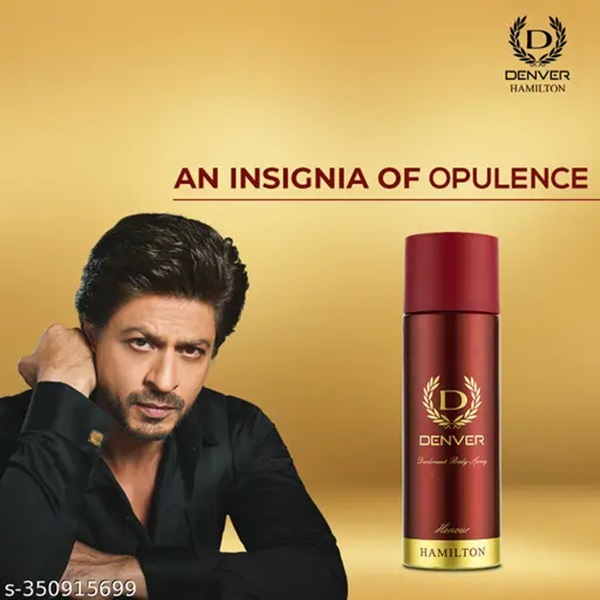 D
DENVER
HAMILTON
AN INSIGNIA OF OPULENCE
D
DENVER
Deodorant Body Spray
Honour
HAMILTON
s-350915699